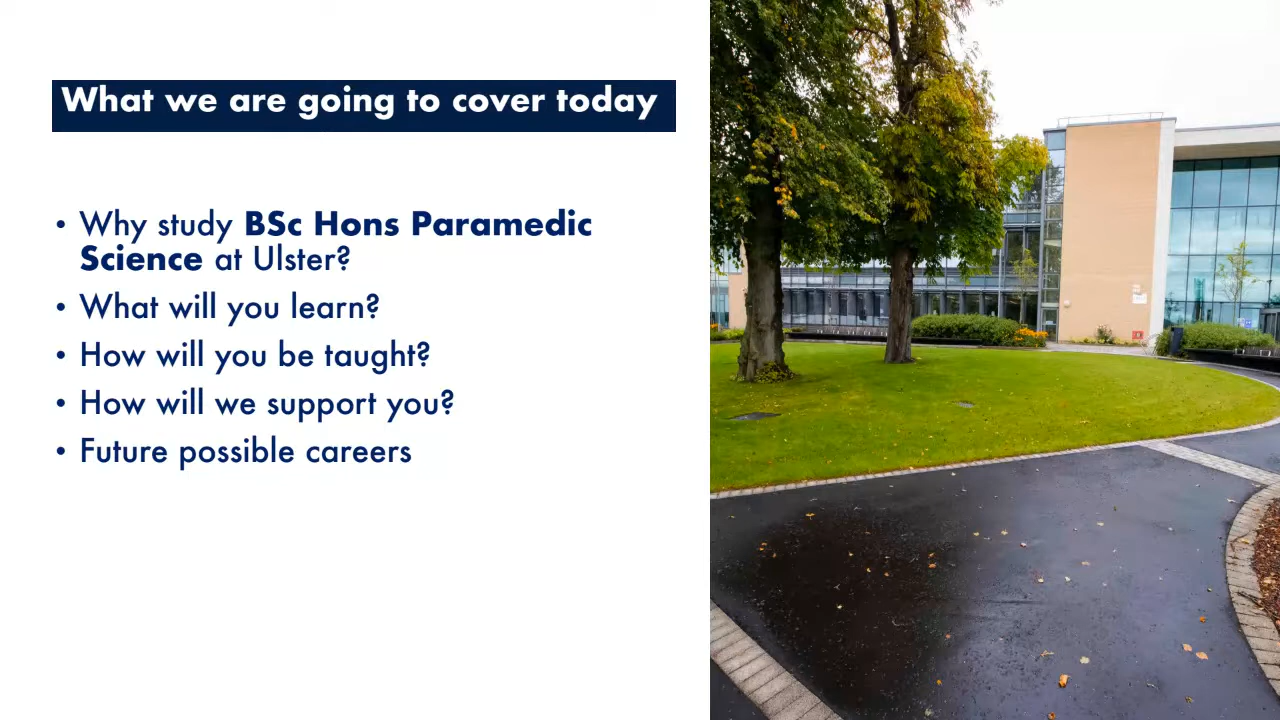 What we are going to cover today
• Why study BSc Hons Paramedic
Science at Ulster?
• What will you learn?
• How will you be taught?
• How will we support you?
• Future possible careers